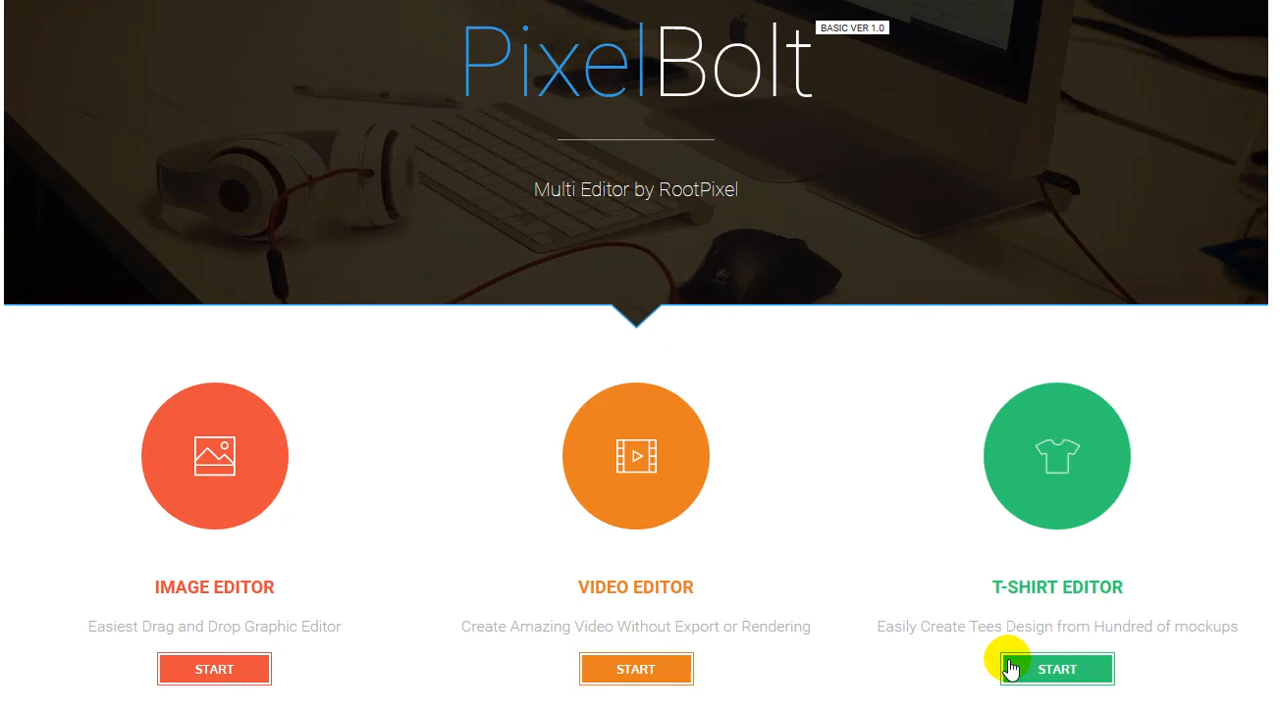 PixelBolt
BASIC VER 1.0
Multi Editor by RootPixel
IMAGE EDITOR
Easiest Drag and Drop Graphic Editor
START
VIDEO EDITOR
Create Amazing Video Without Export or Rendering
START
T-SHIRT EDITOR
Easily Create Tees Design from Hundred of mockups
START